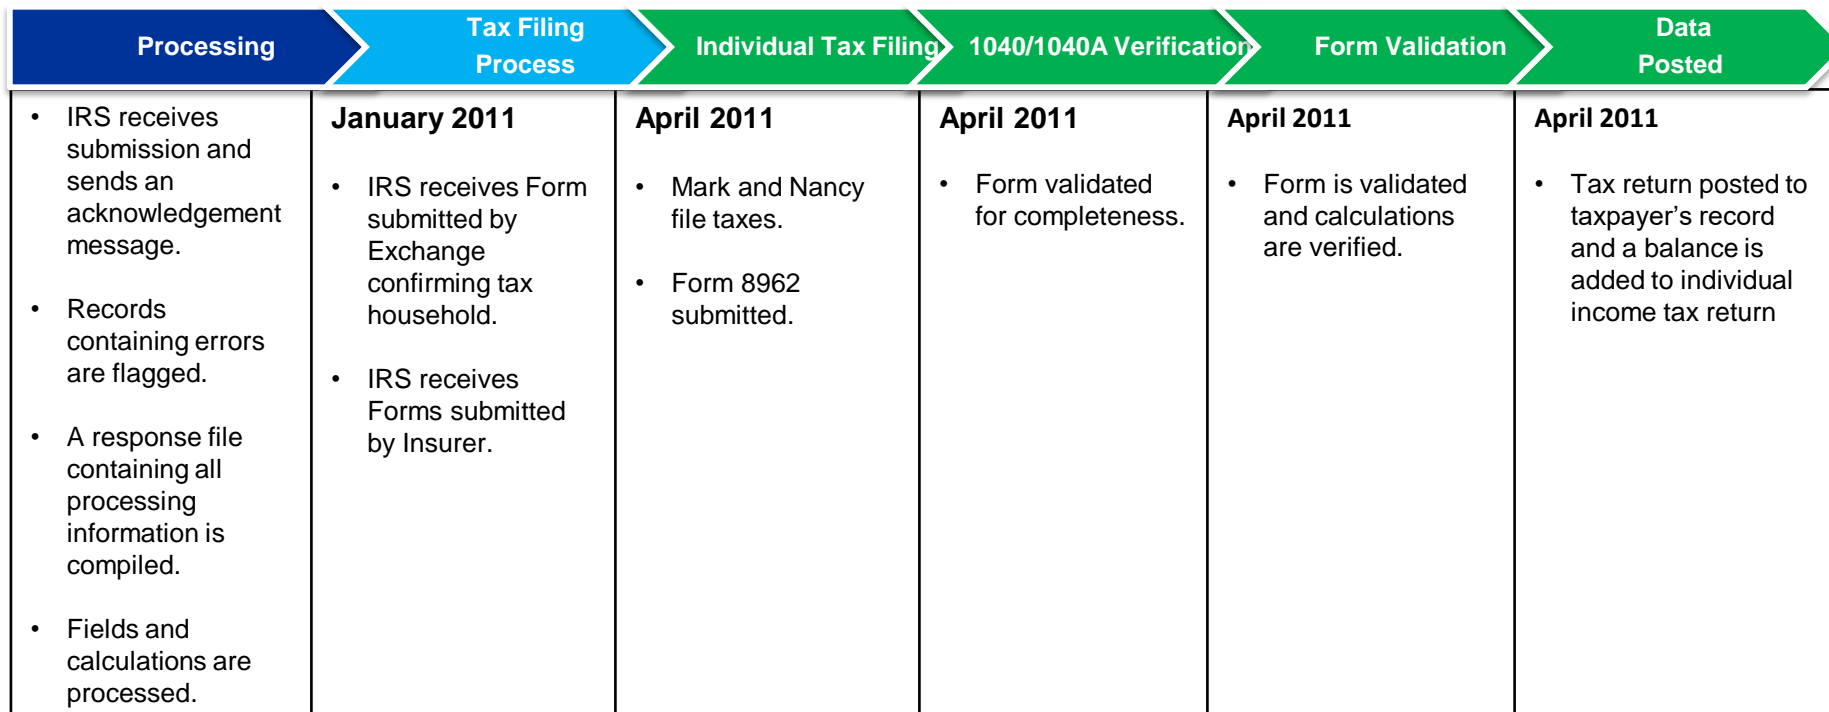 Processing
Tax Filing
Process
Individual Tax Filing
1040/1040A Verification
Form Validation
Data
Posted
• IRS receives
submission and
sends an
acknowledgement
message.
• Records
containing errors
are flagged.
• A response file
containing all
processing
information is
compiled.
• Fields and
calculations are
processed.
January 2011
• IRS receives Form
submitted by
Exchange
confirming tax
household.
• IRS receives
Forms submitted
by Insurer.
April 2011
• Mark and Nancy
file taxes.
• Form 8962
submitted.
April 2011
• Form validated
for completeness.
April 2011
• Form is validated
and calculations
are verified.
April 2011
• Tax return posted to
taxpayer’s record
and a balance is
added to individual
income tax return